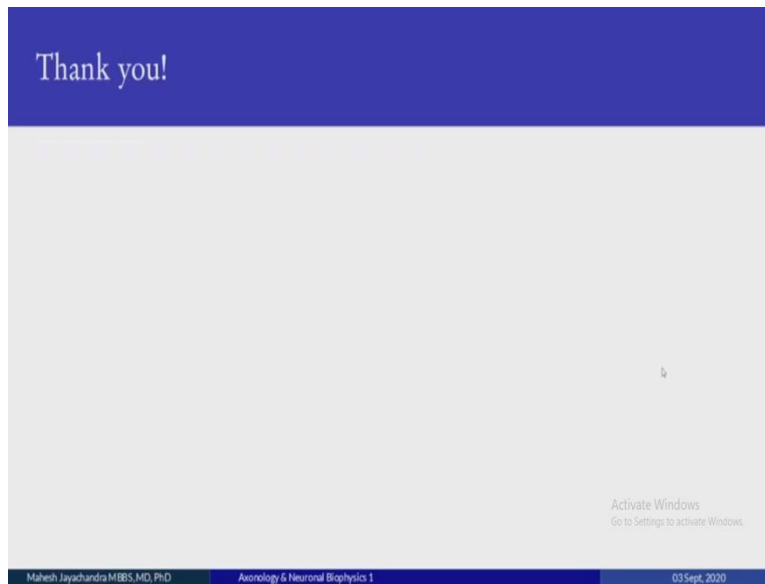 Thank you!
Activate Windows
Go to Settings to activate Windows.
Mahesh Jayachandra MBBS, MD, PhD
Axonology & Neuronal Biophysics 1
03 Sept, 2020